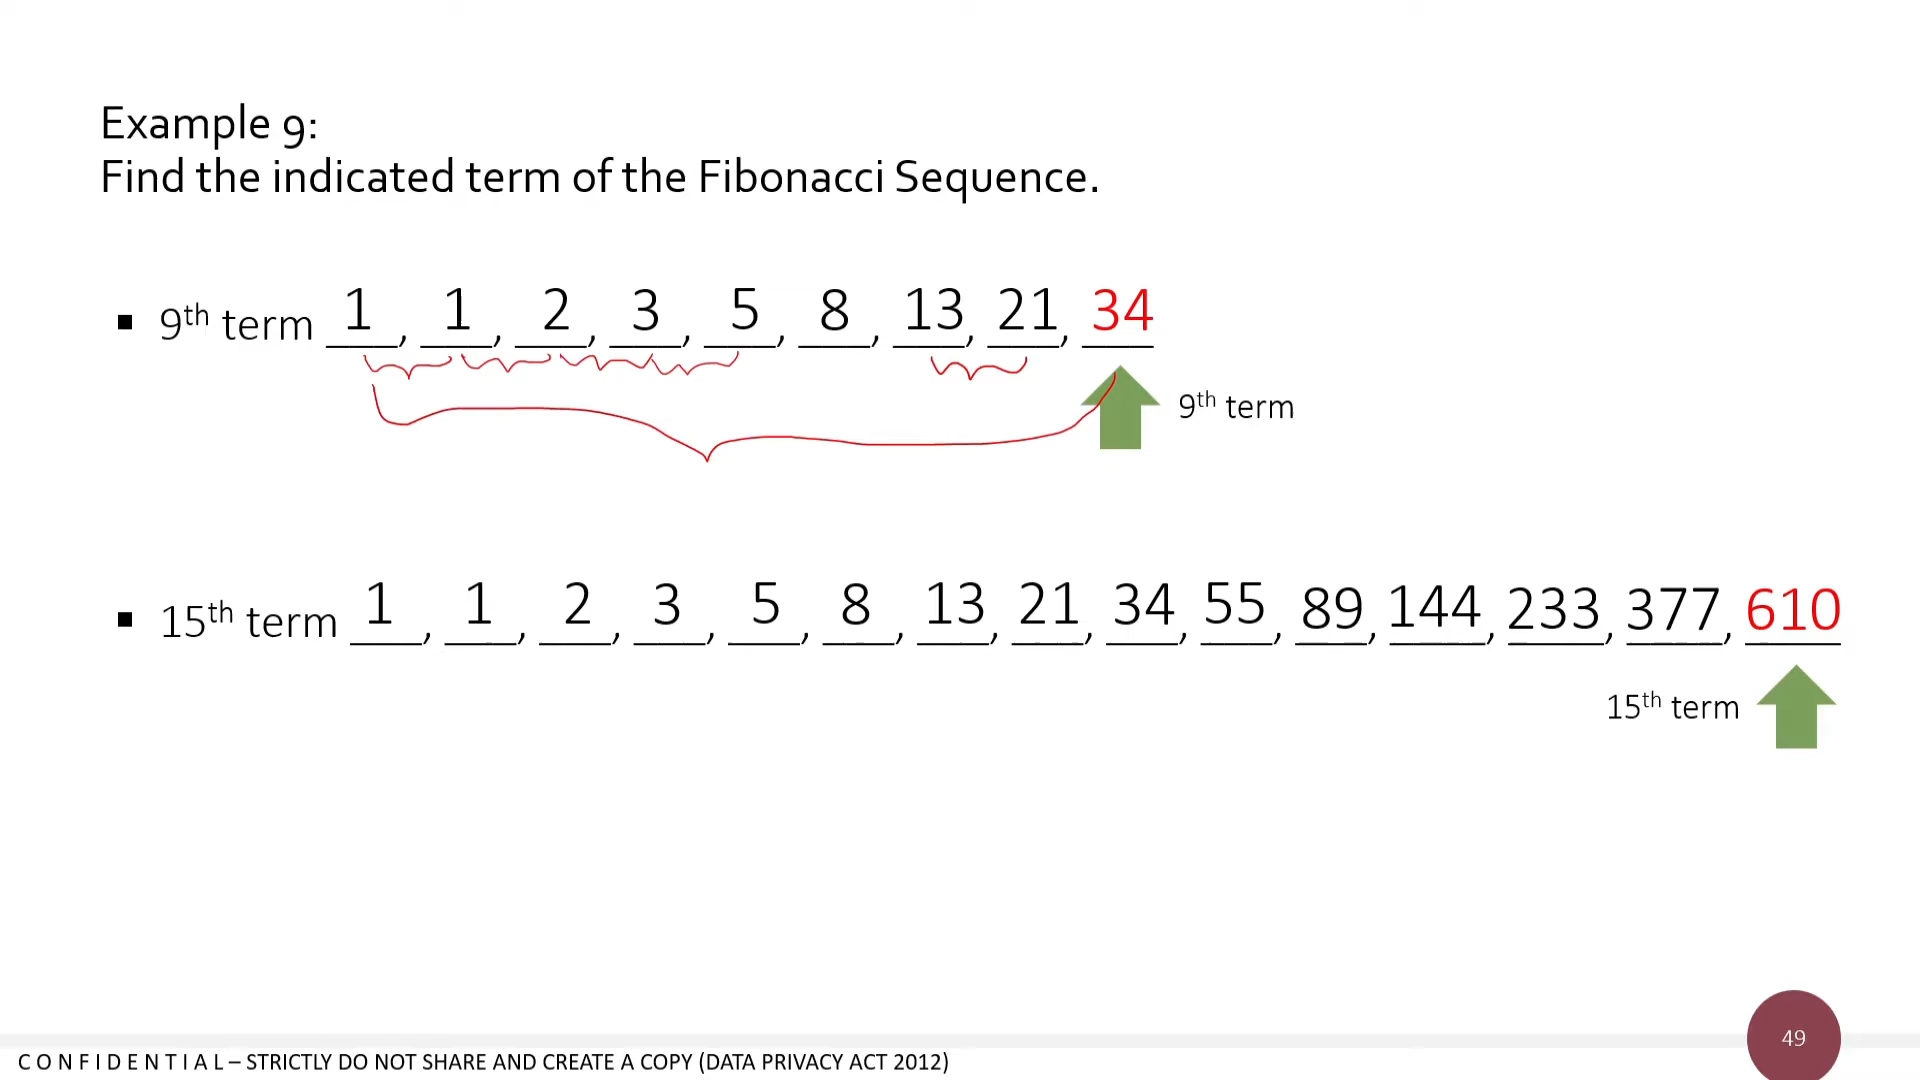 Example 9:
Find the indicated term of the Fibonacci Sequence.
▪ 9th term 1, 1, 2, 3, 5, 8, 13, 21, 34
9th term
▪ 15th term 1, 1, 2, 3, 5, 8, 13, 21, 34, 55, 89, 144, 233, 377, 610
15th term
49
C O N F I D E N T I A L – STRICTLY DO NOT SHARE AND CREATE A COPY (DATA PRIVACY ACT 2012)